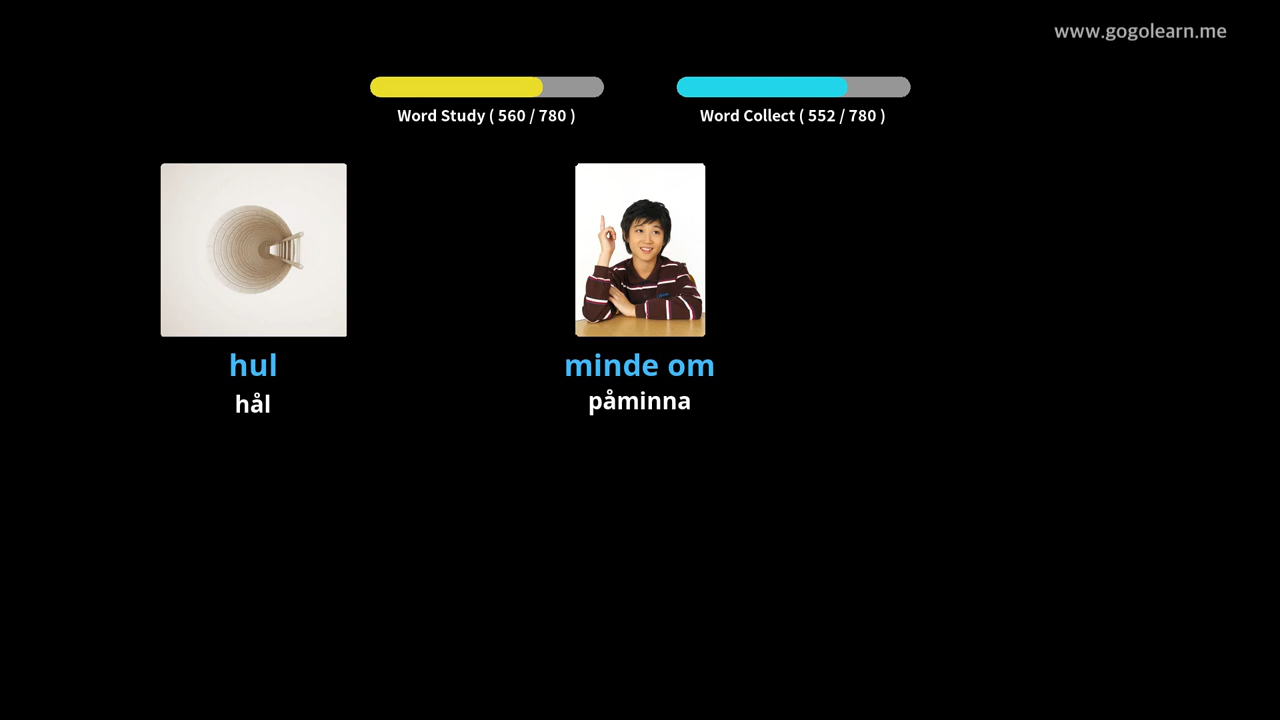 www.gogolearn.me
Word Study ( 560 / 780 )
Word Collect ( 552 / 780 )
hul
hål
minde om
påminna